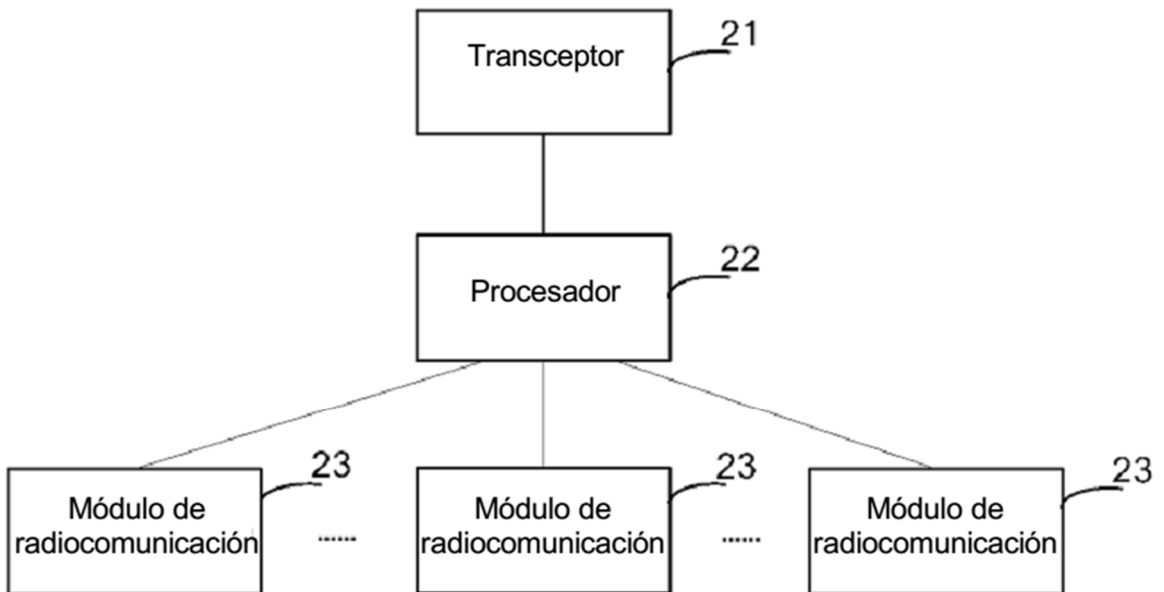 Transceptor
21
Procesador
22
Módulo de
radiocomunicación
23
......
Módulo de
radiocomunicación
23
......
Módulo de
radiocomunicación
23